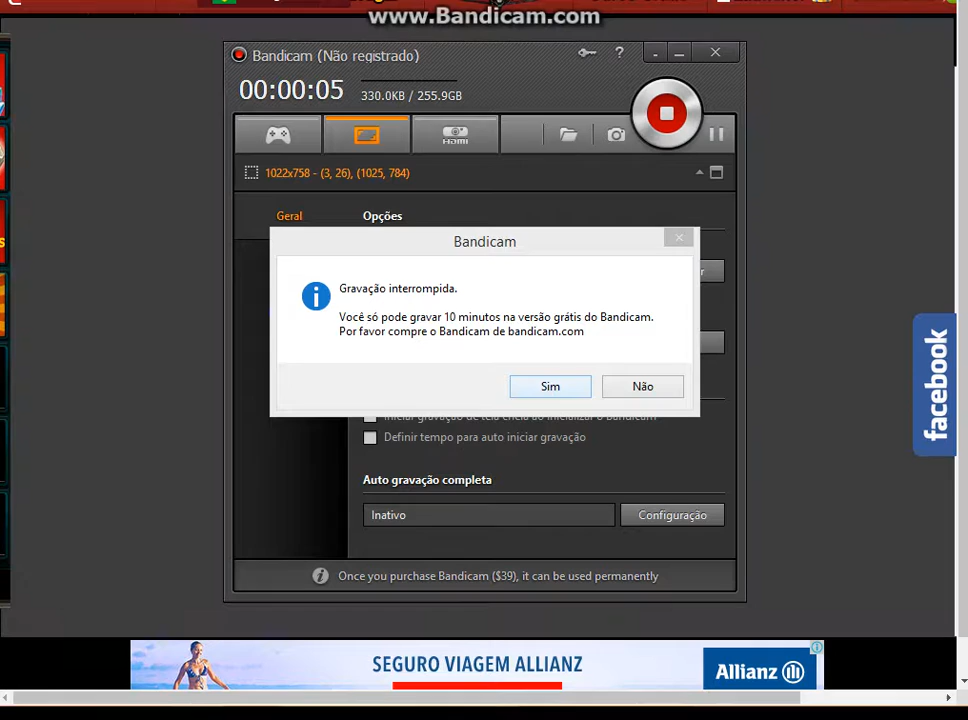 www.Bandicam.com
Bandicam (Não registrado)
?
00:00:05
330.0KB / 255.9GB
HDMI
1022x758 - (3, 26), (1025, 784)
Geral
Opções
Bandicam
Gravação interrompida.
Você só pode gravar 10 minutos na versão grátis do Bandicam.
Por favor compre o Bandicam de bandicam.com
Sim
Não
Definir tempo para auto iniciar gravação
Auto gravação completa
Inativo
Configuração
Once you purchase Bandicam ($39), it can be used permanently
facebook
SEGURO VIAGEM ALLIANZ
Allianz